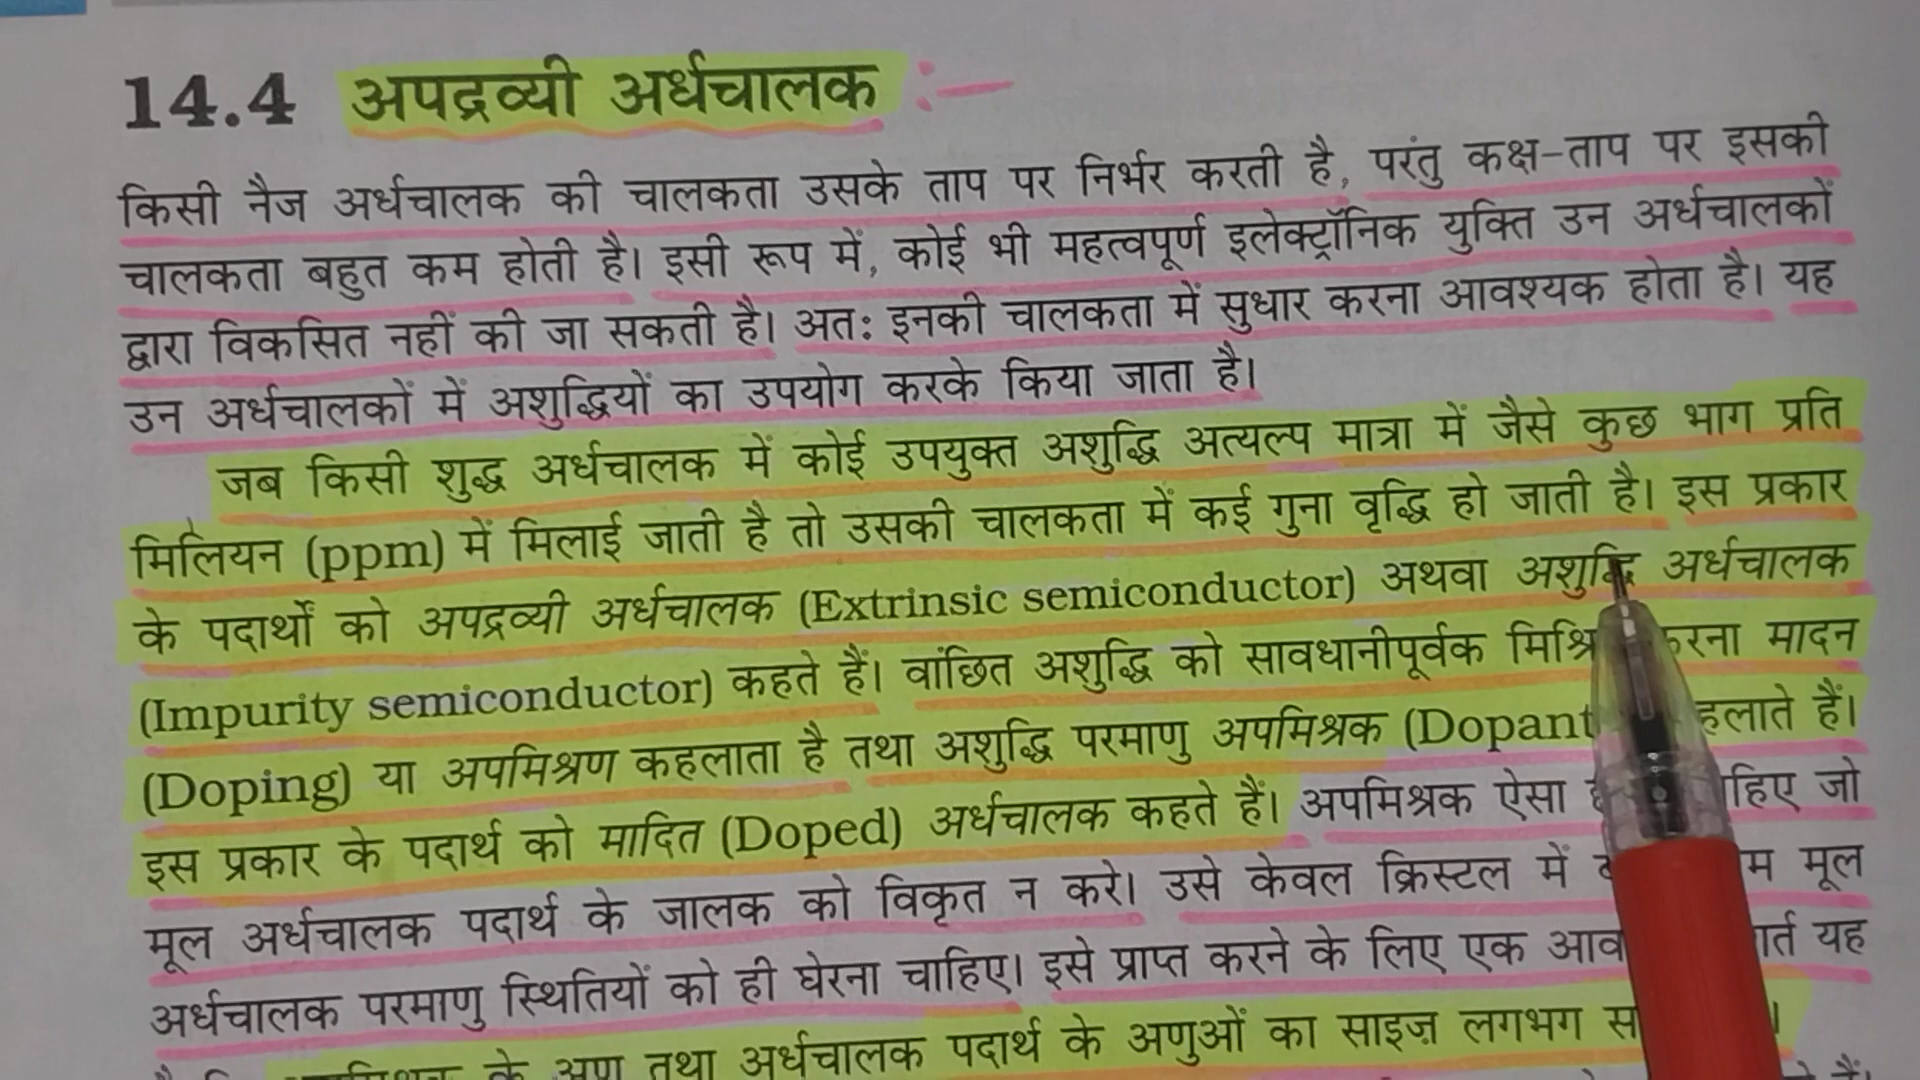 14.4 अपद्रव्यी अर्धचालक :—
किसी नैज अर्धचालक की चालकता उसके ताप पर निर्भर करती है, परंतु कक्ष-ताप पर इसकी
चालकता बहुत कम होती है। इसी रूप में, कोई भी महत्वपूर्ण इलेक्ट्रॉनिक युक्ति उन अर्धचालकों
द्वारा विकसित नहीं की जा सकती है। अतः इनकी चालकता में सुधार करना आवश्यक होता है। यह
उन अर्धचालकों में अशुद्धियों का उपयोग करके किया जाता है।
जब किसी शुद्ध अर्धचालक में कोई उपयुक्त अशुद्धि अत्यल्प मात्रा में जैसे कुछ भाग प्रति
मिलियन (ppm) में मिलाई जाती है तो उसकी चालकता में कई गुना वृद्धि हो जाती है। इस प्रकार
के पदार्थों को अपद्रव्यी अर्धचालक (Extrinsic semiconductor) अथवा अशुद्धि अर्धचालक
(Impurity semiconductor) कहते हैं। वांछित अशुद्धि को सावधानीपूर्वक करना मादन
(Doping) या अपमिश्रण कहलाता है तथा अशुद्धि परमाणु अपमिश्रक (Dopant हैं।
इस प्रकार के पदार्थ को मादित (Doped) अर्धचालक कहते हैं। अपमिश्रक ऐसा जो
मूल अर्धचालक पदार्थ के जालक को विकृत न करे। उसे केवल क्रिस्टल में मूल
अर्धचालक परमाणु स्थितियों को ही घेरना चाहिए। इसे प्राप्त करने के लिए एक यह
के तथा अर्धचालक पदार्थ के अणुओं का साइज़ लगभग